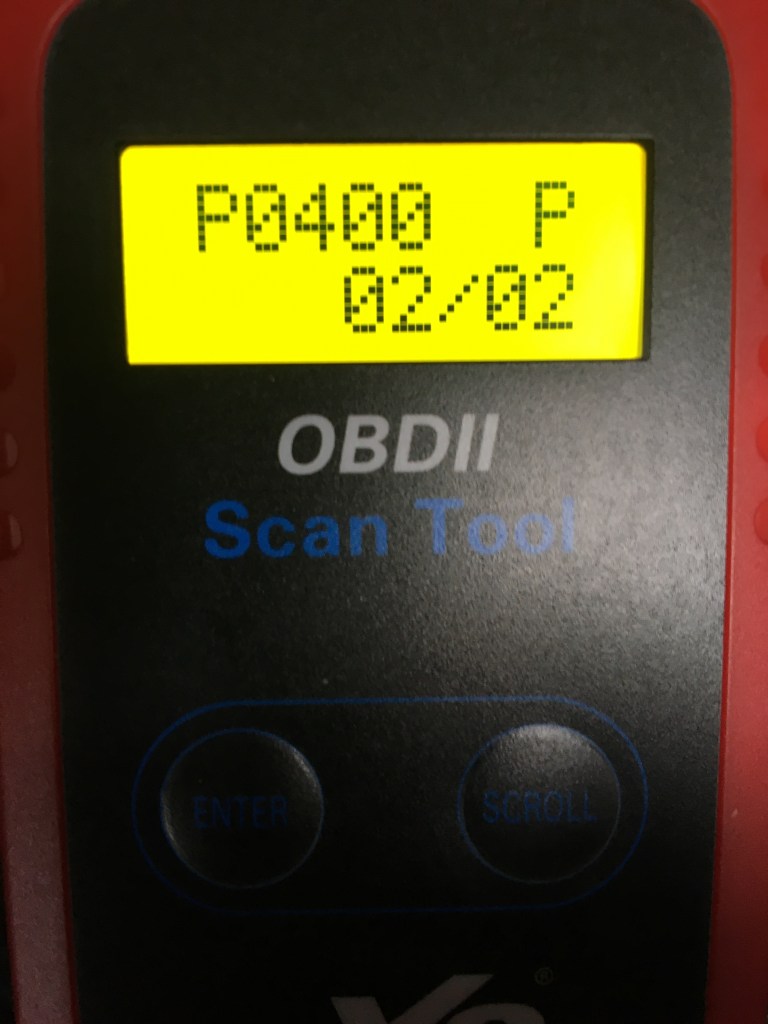 P0400 P
02/02
OBDII
Scan Tool
ENTER
SCROLL
®